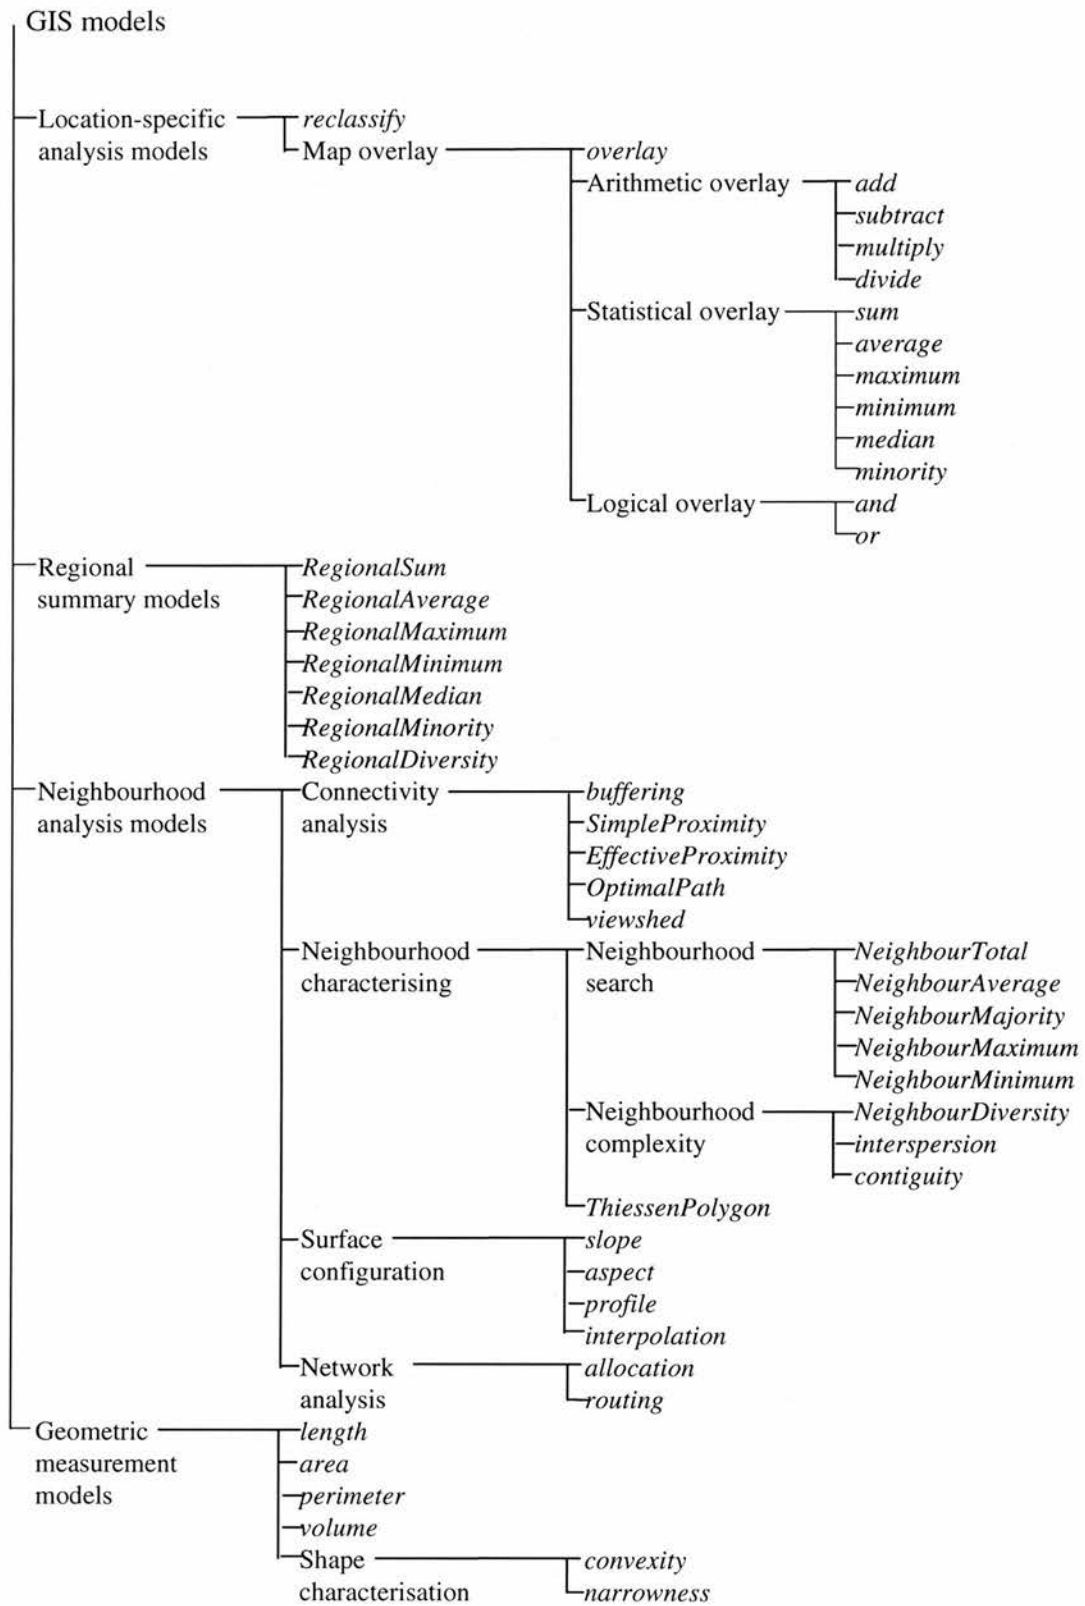 GIS models
Location-specific analysis models
reclassify
Map overlay
overlay
Arithmetic overlay
add
subtract
multiply
divide
Statistical overlay
sum
average
maximum
minimum
median
minority
Logical overlay
and
or
Regional summary models
RegionalSum
RegionalAverage
RegionalMaximum
RegionalMinimum
RegionalMedian
RegionalMinority
RegionalDiversity
Neighbourhood analysis models
Connectivity analysis
buffering
SimpleProximity
EffectiveProximity
OptimalPath
viewshed
Neighbourhood characterising
Neighbourhood search
NeighbourTotal
NeighbourAverage
NeighbourMajority
NeighbourMaximum
NeighbourMinimum
Neighbourhood complexity
NeighbourDiversity
interspersion
contiguity
ThiessenPolygon
Surface configuration
slope
aspect
profile
interpolation
Network analysis
allocation
routing
Geometric measurement models
length
area
perimeter
volume
Shape characterisation
convexity
narrowness